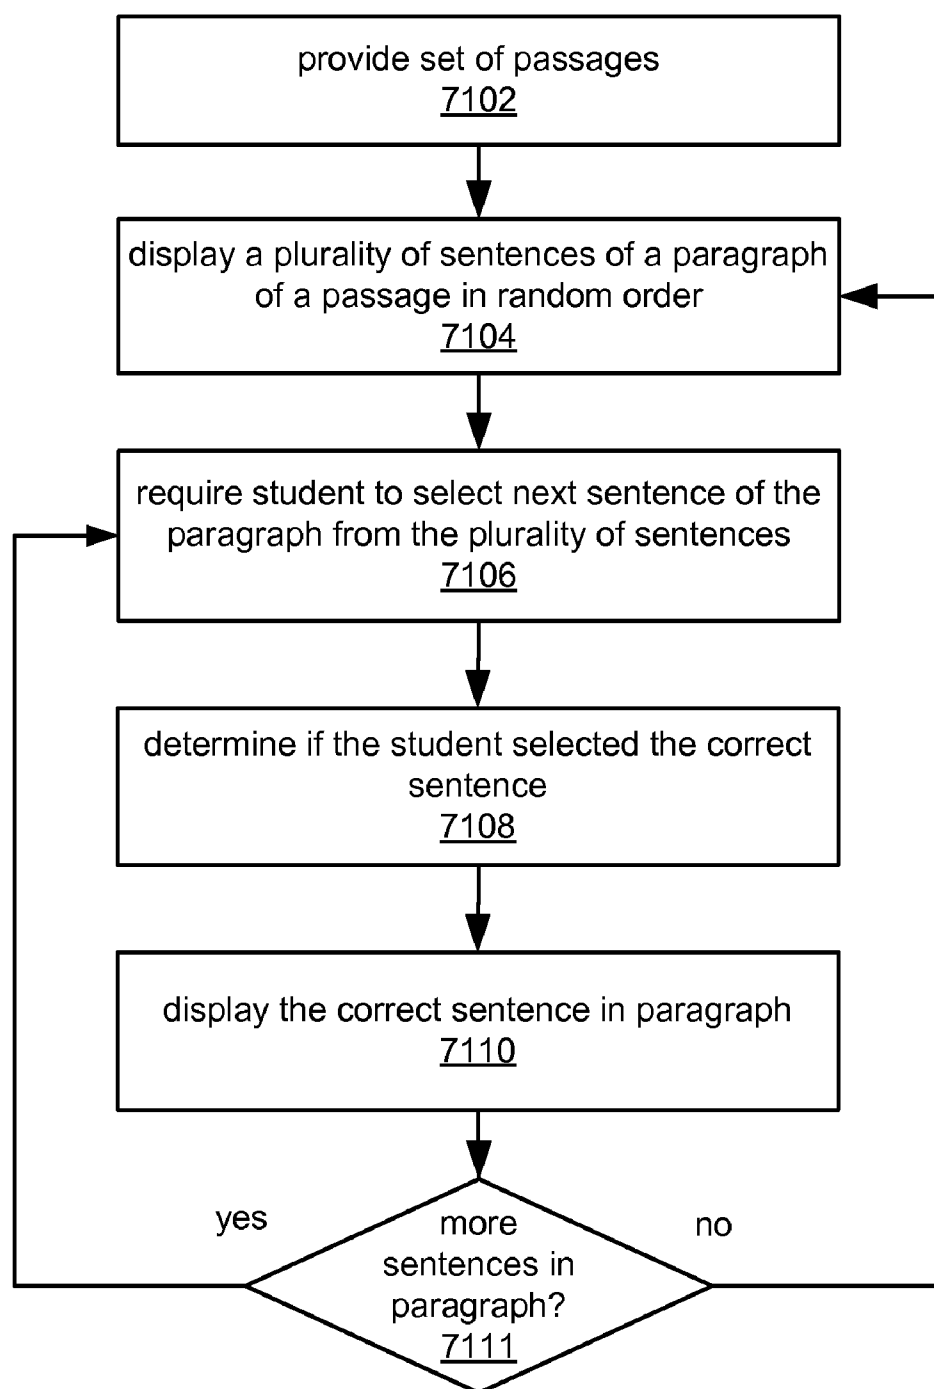 provide set of passages
7102
display a plurality of sentences of a paragraph
of a passage in random order
7104
require student to select next sentence of the
paragraph from the plurality of sentences
7106
determine if the student selected the correct
sentence
7108
display the correct sentence in paragraph
7110
yes
no
more
sentences in
paragraph?
7111